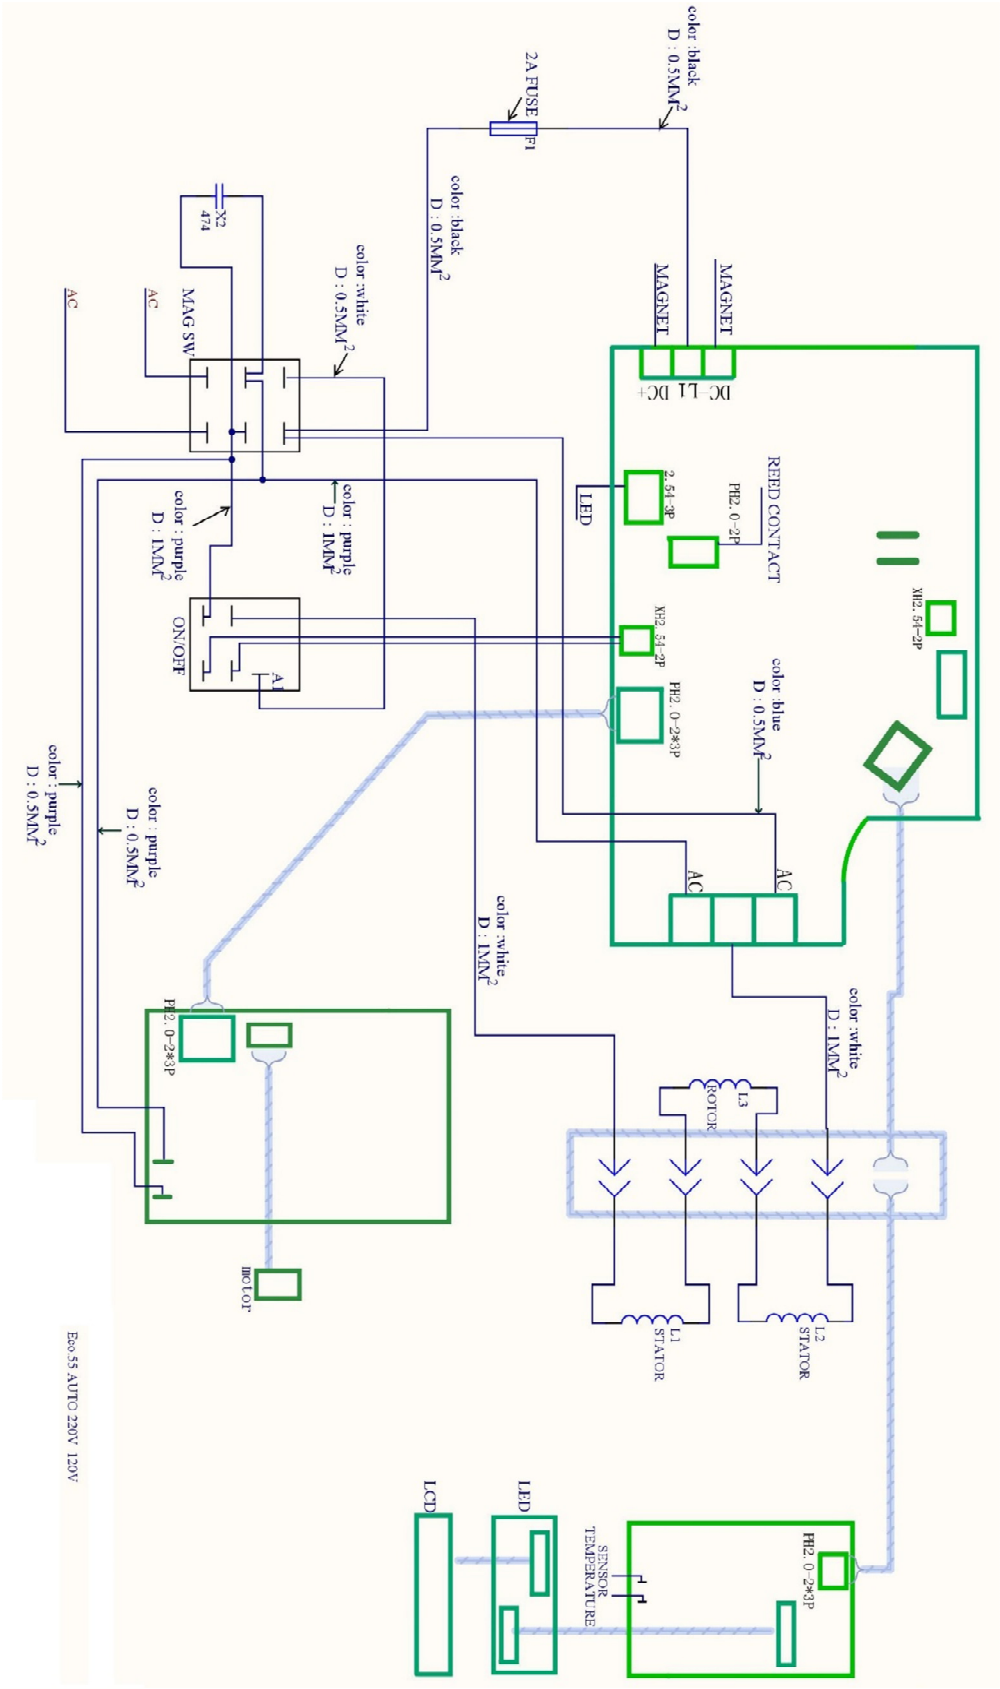 color :black
D : 0.5MM²
2A FUSE
F1
color :black
D : 0.5MM²
X2
474
color :white
D : 0.5MM²
MAGNET
MAGNET
AC
AC
MAG SW
DC+ L1 DC-
REED CONTACT
PH2.0-2P
2.54-3P
LED
XH2.54-2P
color : purple
D : 1MM²
color : purple
D : 1MM²
ON/OFF
A1
XH2.54-2P
PH2.0-2*3P
color :blue
D : 0.5MM²
color : purple
D : 0.5MM²
color : purple
D : 0.5MM²
AC
AC
color :white
D : 1MM²
color :white
D : 1MM²
PH2.0-2*3P
L3
ROTOR
motor
L1
STATOR
L2
STATOR
Eco.55 AUTO 220V 120V
LCD
LED
SENSOR
TEMPERATURE
PH2.0-2*3P